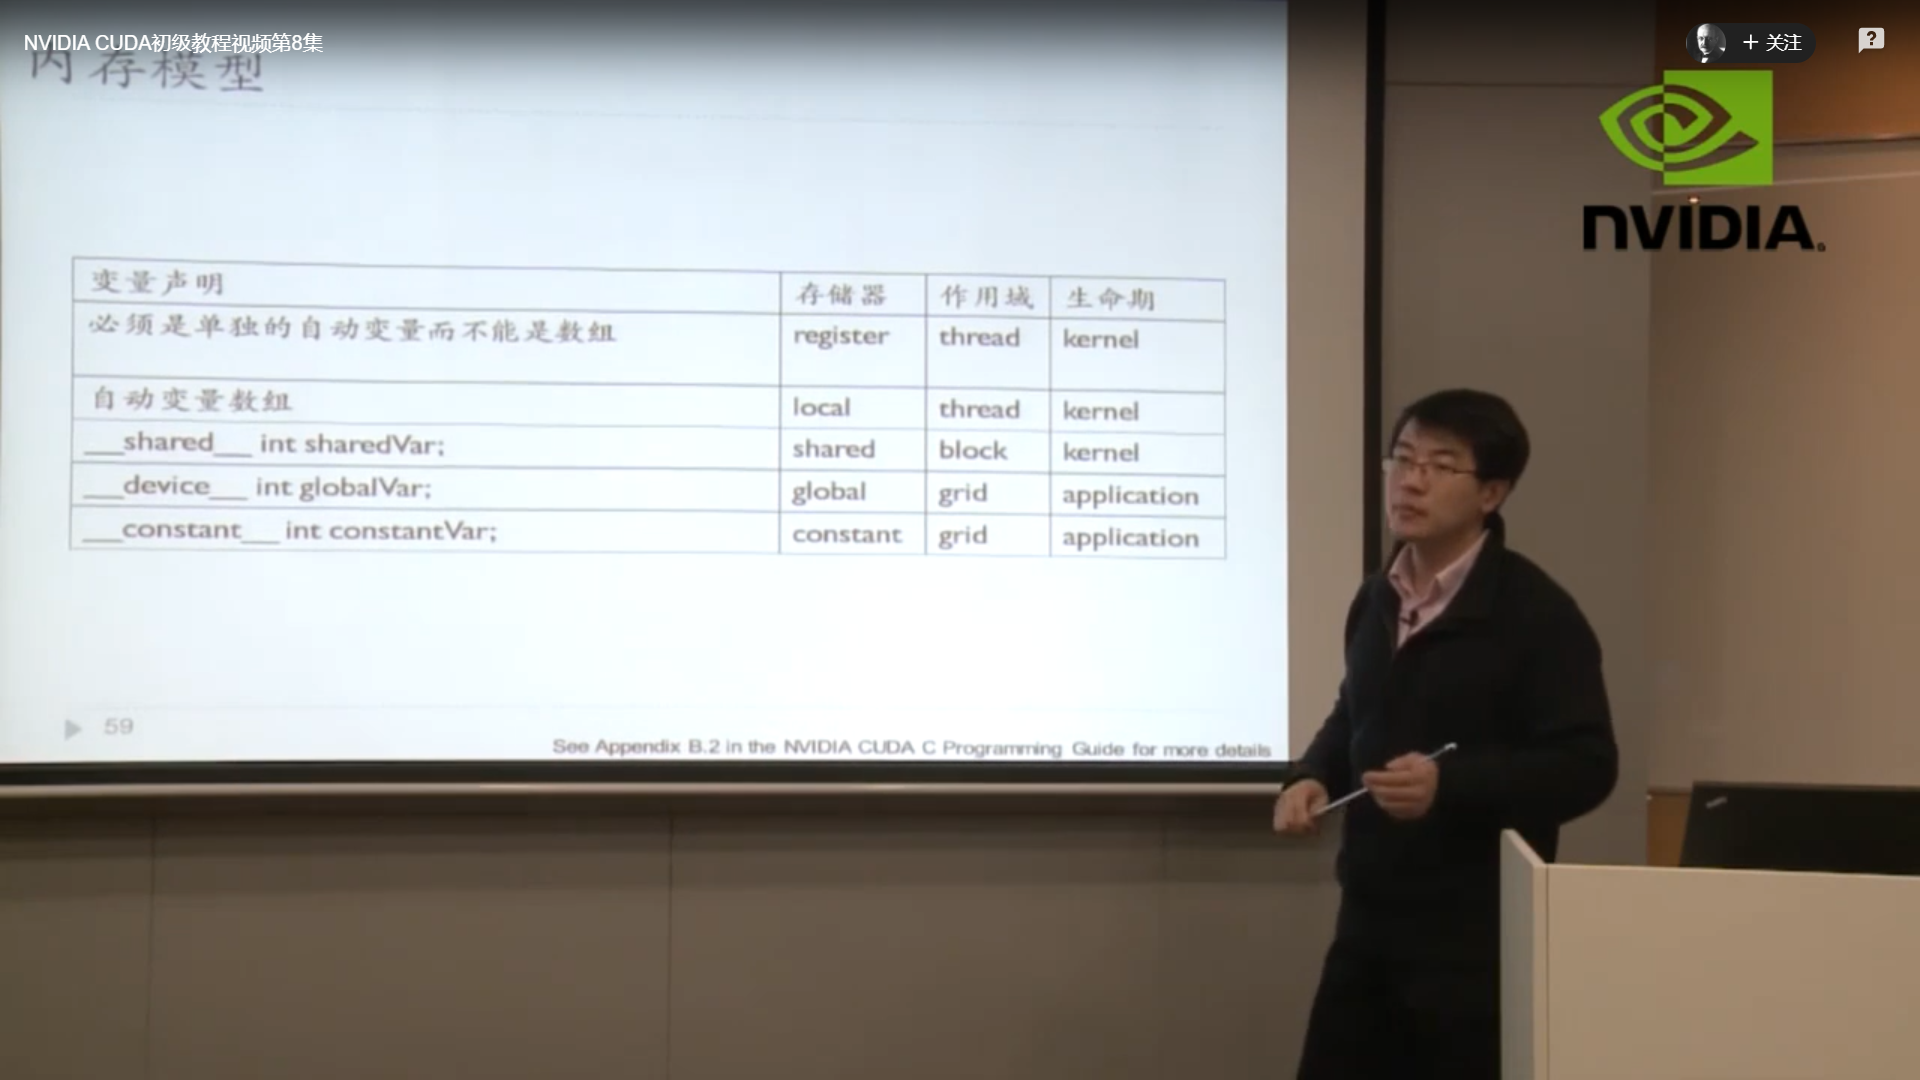 NVIDIA CUDA初级教程视频第8集
关注
内存模型
NVIDIA
变量声明 存储器 作用域 生命期
必须是单独的自动变量而不能是数组 register thread kernel
自动变量数组 local thread kernel
__shared__ int sharedVar; shared block kernel
__device__ int globalVar; global grid application
__constant__ int constantVar; constant grid application
59
See Appendix B.2 in the NVIDIA CUDA C Programming Guide for more details